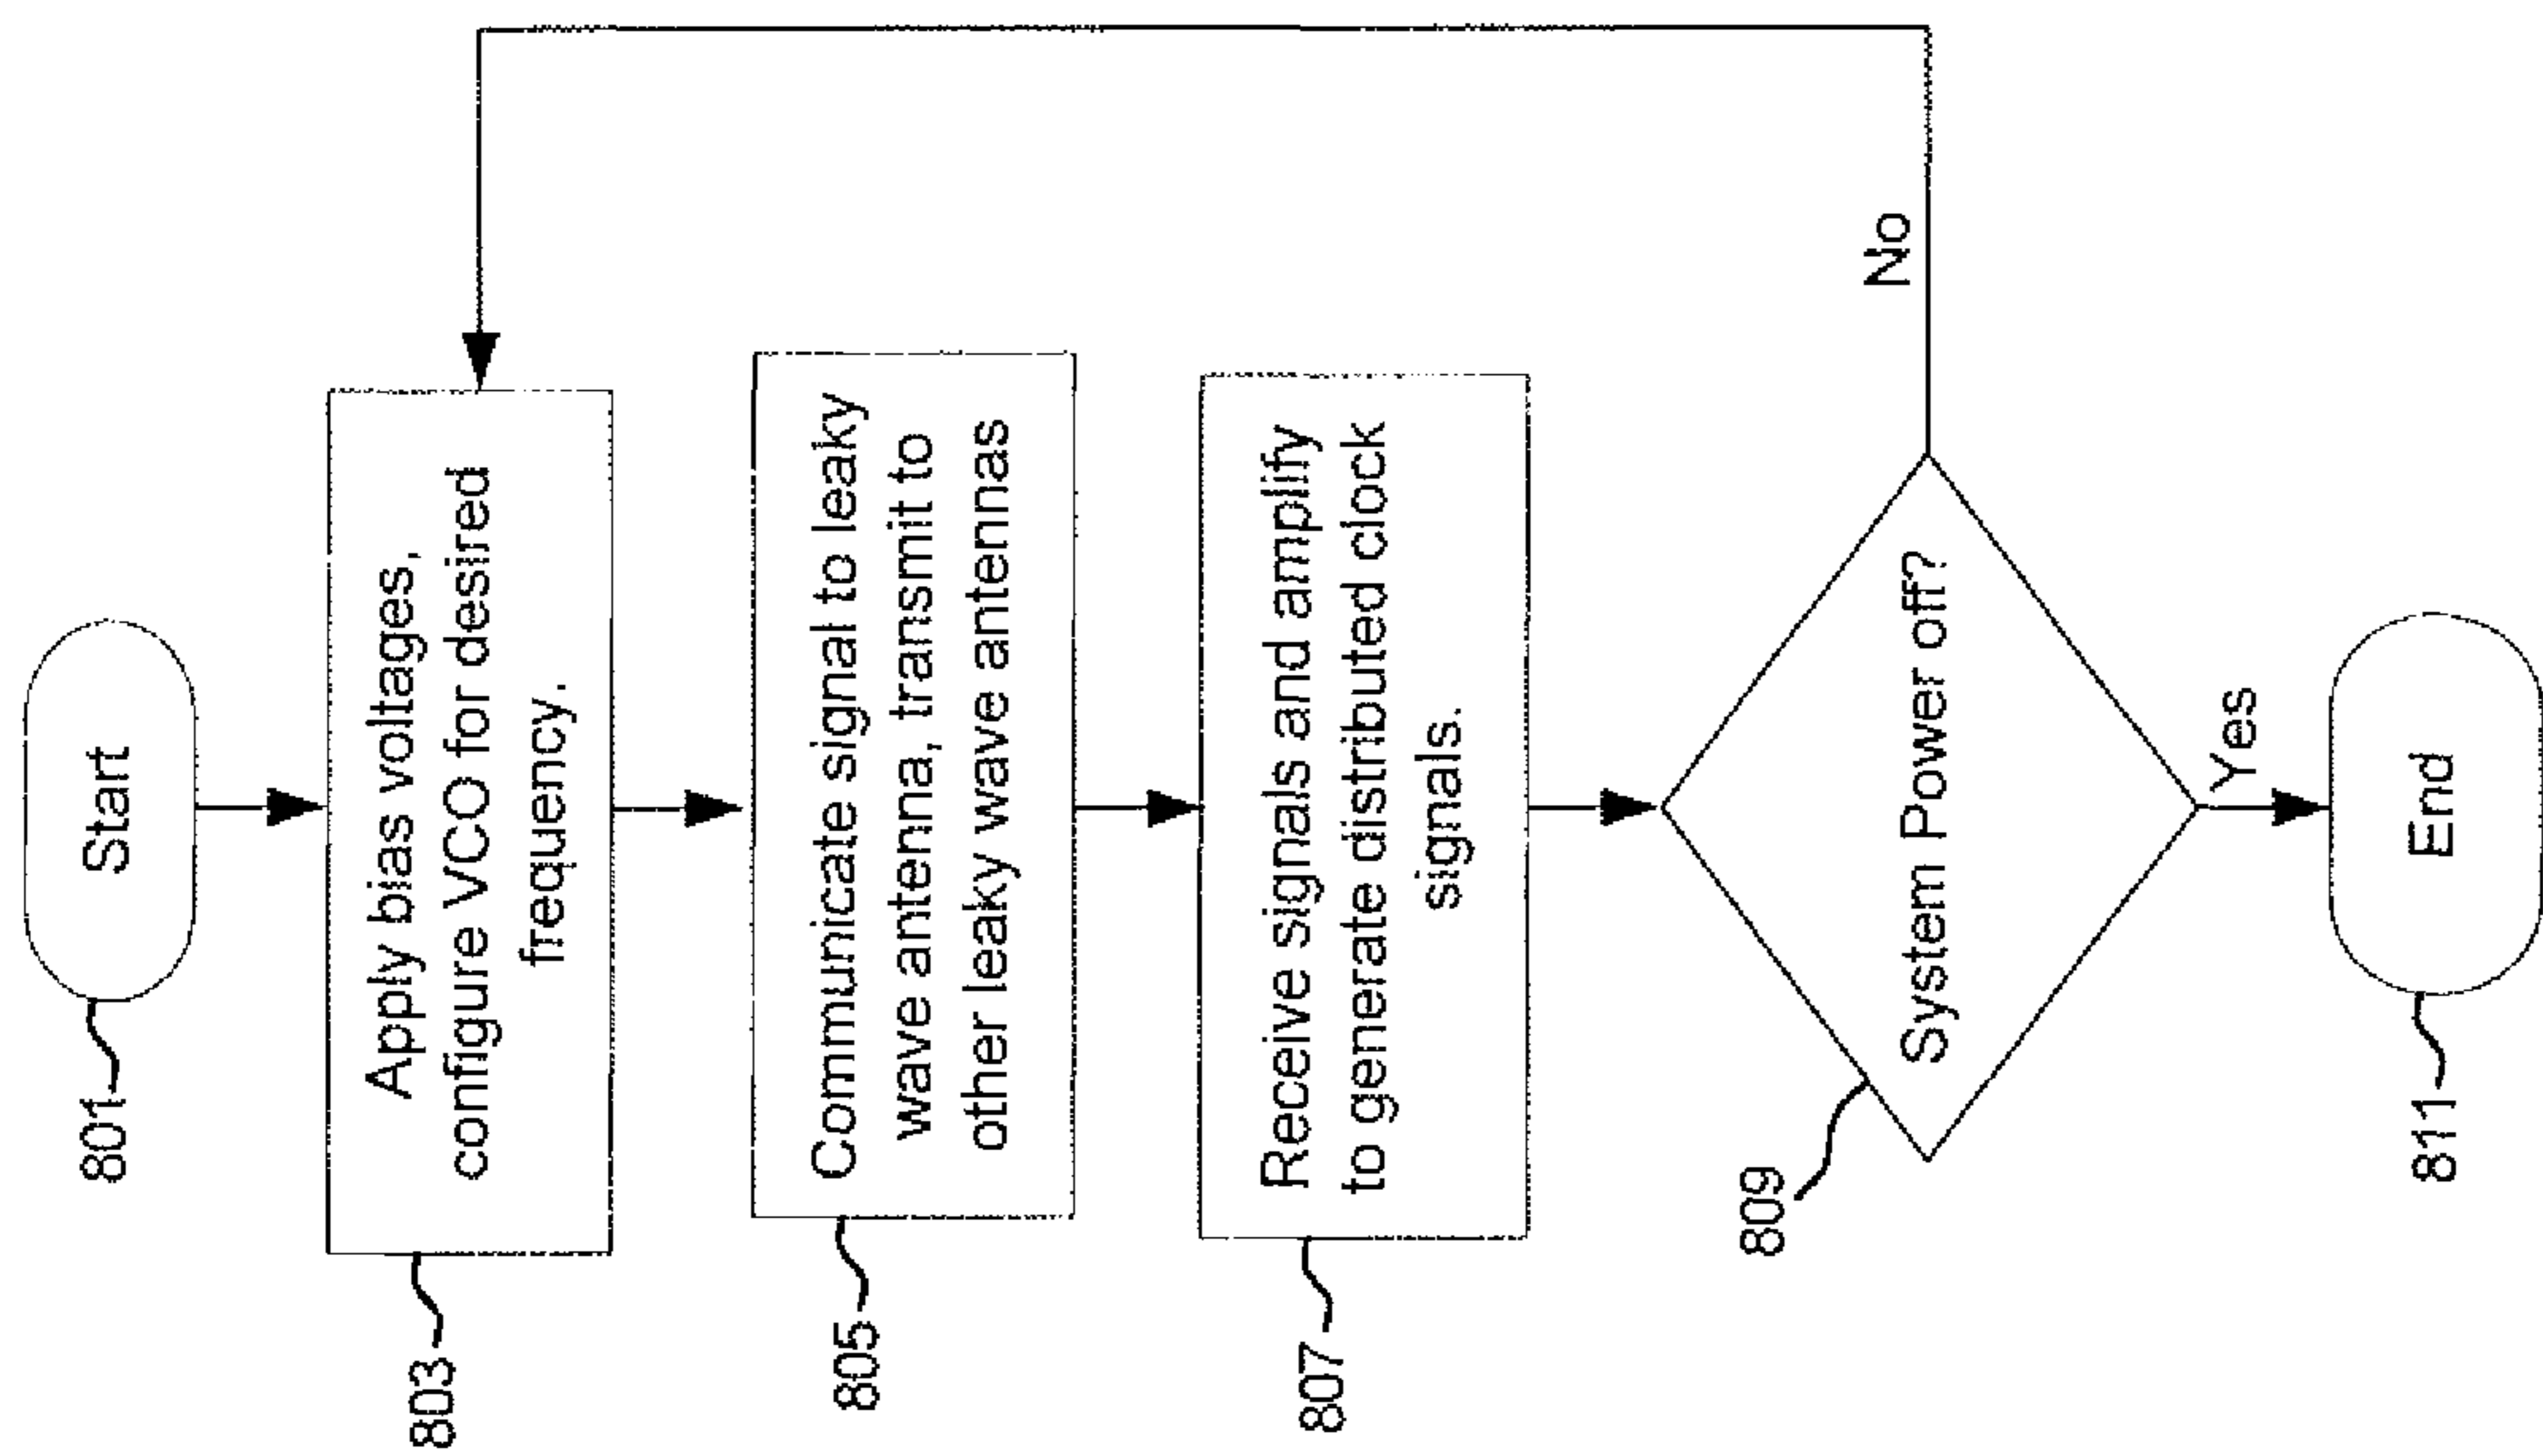 801
Start
803
Apply bias voltages,
configure VCO for desired
frequency.
805
Communicate signal to leaky
wave antenna, transmit to
other leaky wave antennas
807
Receive signals and amplify
to generate distributed clock
signals.
809
System Power off?
No
Yes
811
End